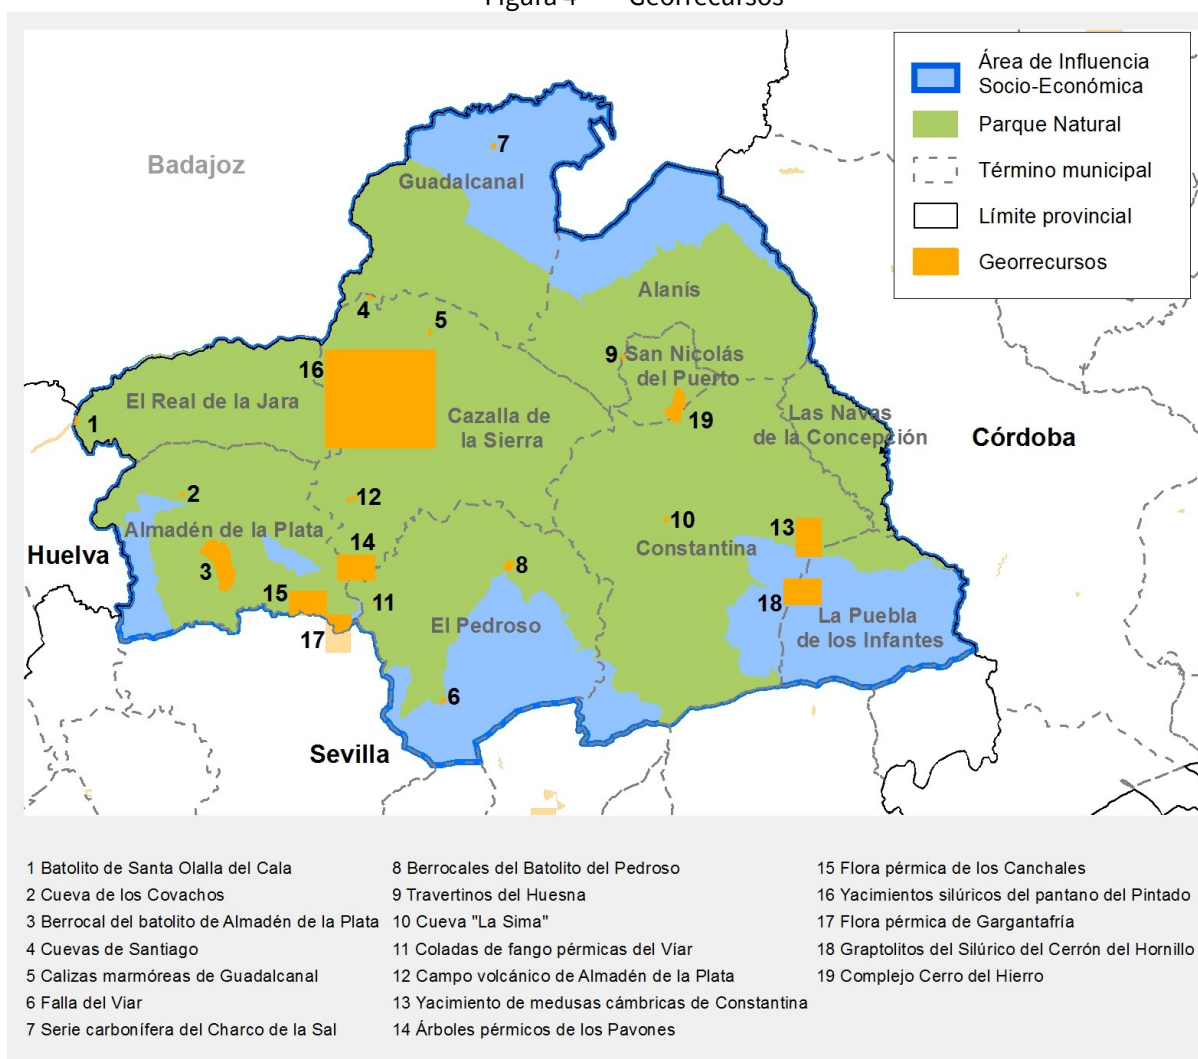 Figura 4 Georrecursos
Área de Influencia
Socio-Económica
Parque Natural
Término municipal
Límite provincial
Georrecursos
Badajoz
7
Guadalcanal
Alanís
4
5
9
San Nicolás
del Puerto
16
El Real de la Jara
1
Cazalla de
la Sierra
19
Las Navas
de la Concepción
Córdoba
2
12
10
13
Almadén de la Plata
Constantina
Huelva
14
3
8
15
11
18
El Pedroso
La Puebla
de los Infantes
17
6
Sevilla
1 Batolito de Santa Olalla del Cala
2 Cueva de los Covachos
3 Berrocal del batolito de Almadén de la Plata
4 Cuevas de Santiago
5 Calizas marmóreas de Guadalcanal
6 Falla del Viar
7 Serie carbonífera del Charco de la Sal
8 Berrocales del Batolito del Pedroso
9 Travertinos del Huesna
10 Cueva "La Sima"
11 Coladas de fango pérmicas del Víar
12 Campo volcánico de Almadén de la Plata
13 Yacimiento de medusas cámbricas de Constantina
14 Árboles pérmicos de los Pavones
15 Flora pérmica de los Canchales
16 Yacimientos silúricos del pantano del Pintado
17 Flora pérmica de Gargantafría
18 Graptolitos del Silúrico del Cerrón del Hornillo
19 Complejo Cerro del Hierro